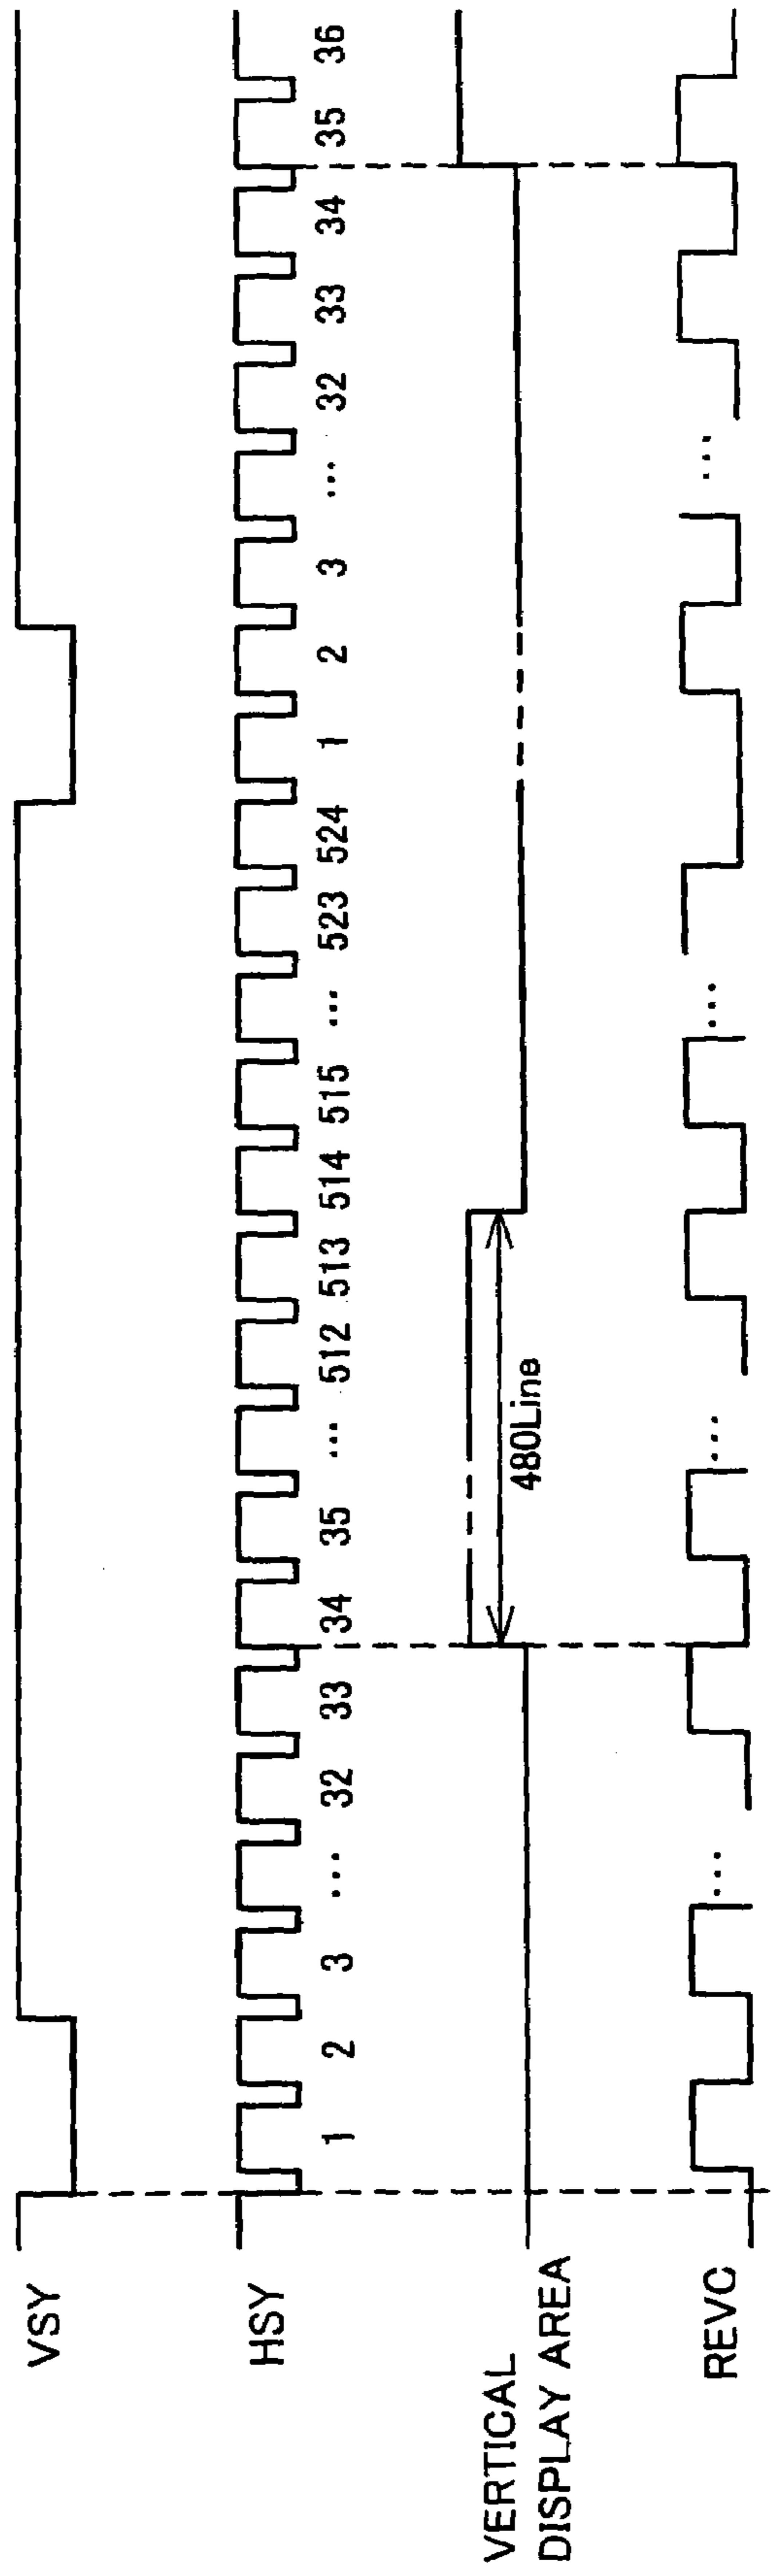 VSY
HSY
1 2 3 ... 32 33 34 35 ... 512 513 514 515 ... 523 524 1 2 3 ... 32 33 34 35 36
VERTICAL
DISPLAY AREA
480Line
REVC
... ... ... ...